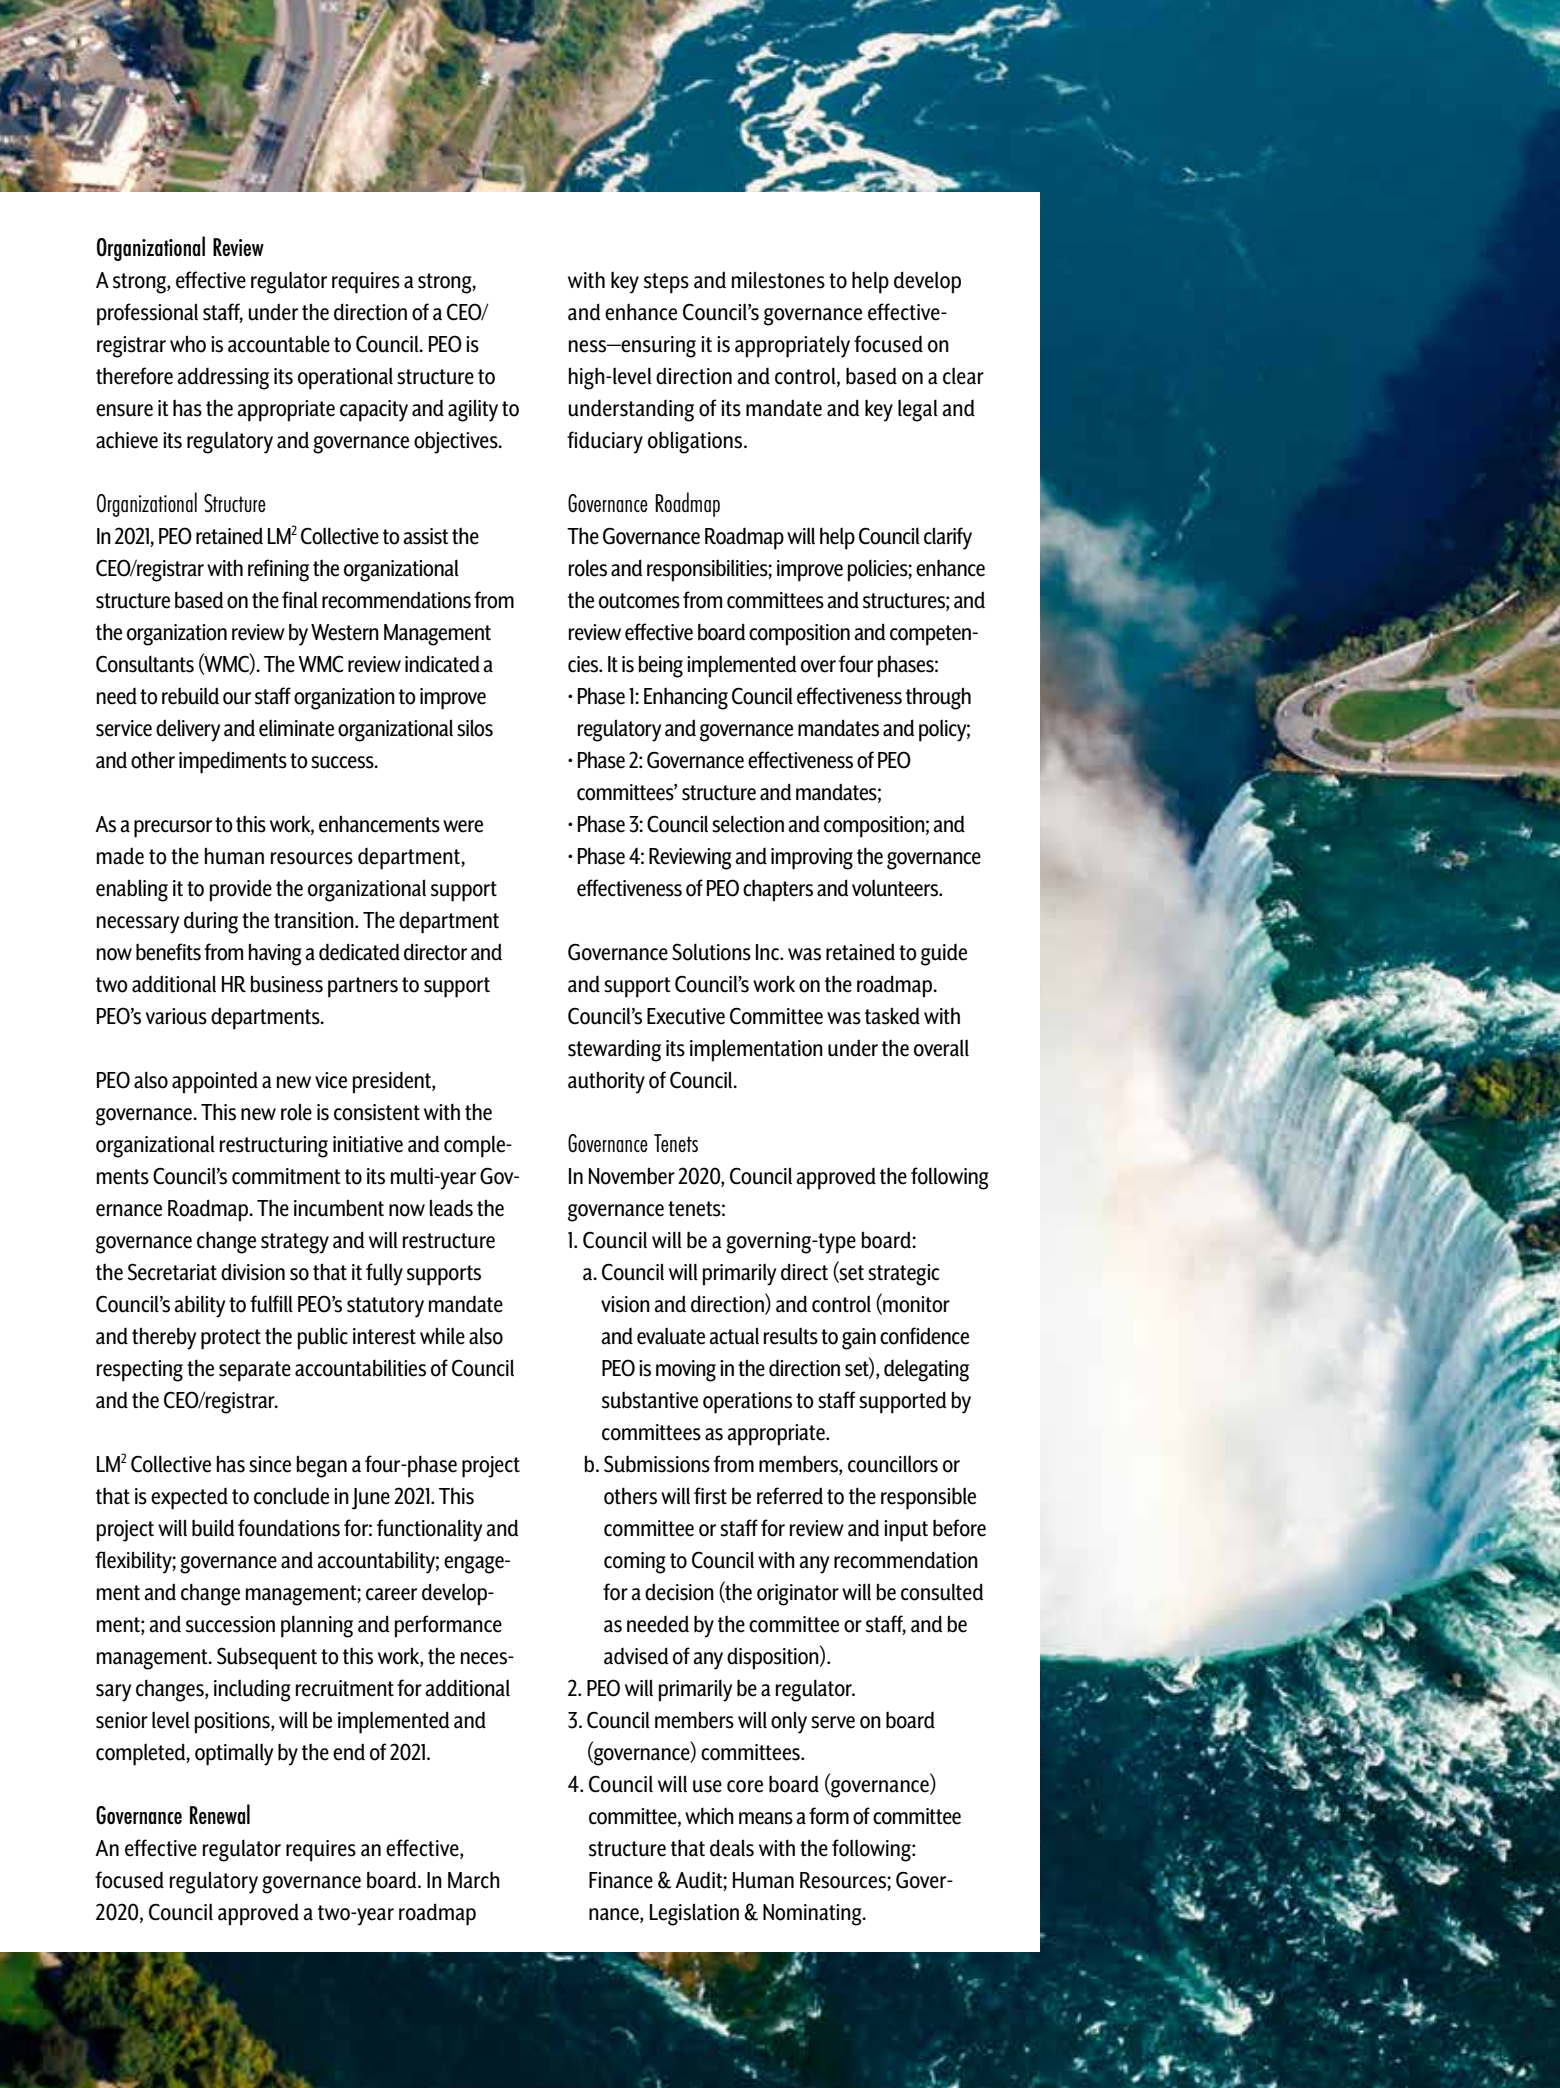 Organizational Review
A strong, effective regulator requires a strong,
professional staff, under the direction of a CEO/
registrar who is accountable to Council. PEO is
therefore addressing its operational structure to
ensure it has the appropriate capacity and agility to
achieve its regulatory and governance objectives.
Organizational Structure
In 2021, PEO retained LM² Collective to assist the
CEO/registrar with refining the organizational
structure based on the final recommendations from
the organization review by Western Management
Consultants (WMC). The WMC review indicated a
need to rebuild our staff organization to improve
service delivery and eliminate organizational silos
and other impediments to success.
As a precursor to this work, enhancements were
made to the human resources department,
enabling it to provide the organizational support
necessary during the transition. The department
now benefits from having a dedicated director and
two additional HR business partners to support
PEO’s various departments.
PEO also appointed a new vice president,
governance. This new role is consistent with the
organizational restructuring initiative and comple-
ments Council’s commitment to its multi-year Gov-
ernance Roadmap. The incumbent now leads the
governance change strategy and will restructure
the Secretariat division so that it fully supports
Council’s ability to fulfill PEO’s statutory mandate
and thereby protect the public interest while also
respecting the separate accountabilities of Council
and the CEO/registrar.
LM² Collective has since began a four-phase project
that is expected to conclude in June 2021. This
project will build foundations for: functionality and
flexibility; governance and accountability; engage-
ment and change management; career develop-
ment; and succession planning and performance
management. Subsequent to this work, the neces-
sary changes, including recruitment for additional
senior level positions, will be implemented and
completed, optimally by the end of 2021.
Governance Renewal
An effective regulator requires an effective,
focused regulatory governance board. In March
2020, Council approved a two-year roadmap
with key steps and milestones to help develop
and enhance Council’s governance effective-
ness—ensuring it is appropriately focused on
high-level direction and control, based on a clear
understanding of its mandate and key legal and
fiduciary obligations.
Governance Roadmap
The Governance Roadmap will help Council clarify
roles and responsibilities; improve policies; enhance
the outcomes from committees and structures; and
review effective board composition and competen-
cies. It is being implemented over four phases:
• Phase 1: Enhancing Council effectiveness through
regulatory and governance mandates and policy;
• Phase 2: Governance effectiveness of PEO
committees’ structure and mandates;
• Phase 3: Council selection and composition; and
• Phase 4: Reviewing and improving the governance
effectiveness of PEO chapters and volunteers.
Governance Solutions Inc. was retained to guide
and support Council’s work on the roadmap.
Council’s Executive Committee was tasked with
stewarding its implementation under the overall
authority of Council.
Governance Tenets
In November 2020, Council approved the following
governance tenets:
1. Council will be a governing-type board:
a. Council will primarily direct (set strategic
vision and direction) and control (monitor
and evaluate actual results to gain confidence
PEO is moving in the direction set), delegating
substantive operations to staff supported by
committees as appropriate.
b. Submissions from members, councillors or
others will first be referred to the responsible
committee or staff for review and input before
coming to Council with any recommendation
for a decision (the originator will be consulted
as needed by the committee or staff, and be
advised of any disposition).
2. PEO will primarily be a regulator.
3. Council members will only serve on board
(governance) committees.
4. Council will use core board (governance)
committee, which means a form of committee
structure that deals with the following:
Finance & Audit; Human Resources; Gover-
nance, Legislation & Nominating.